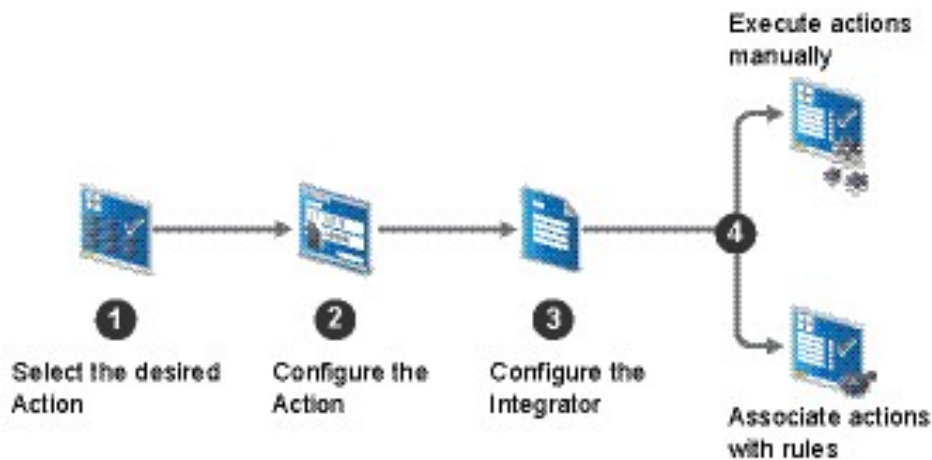 Execute actions
manually
4
1
2
3
Select the desired
Action
Configure the
Action
Configure the
Integrator
Associate actions
with rules